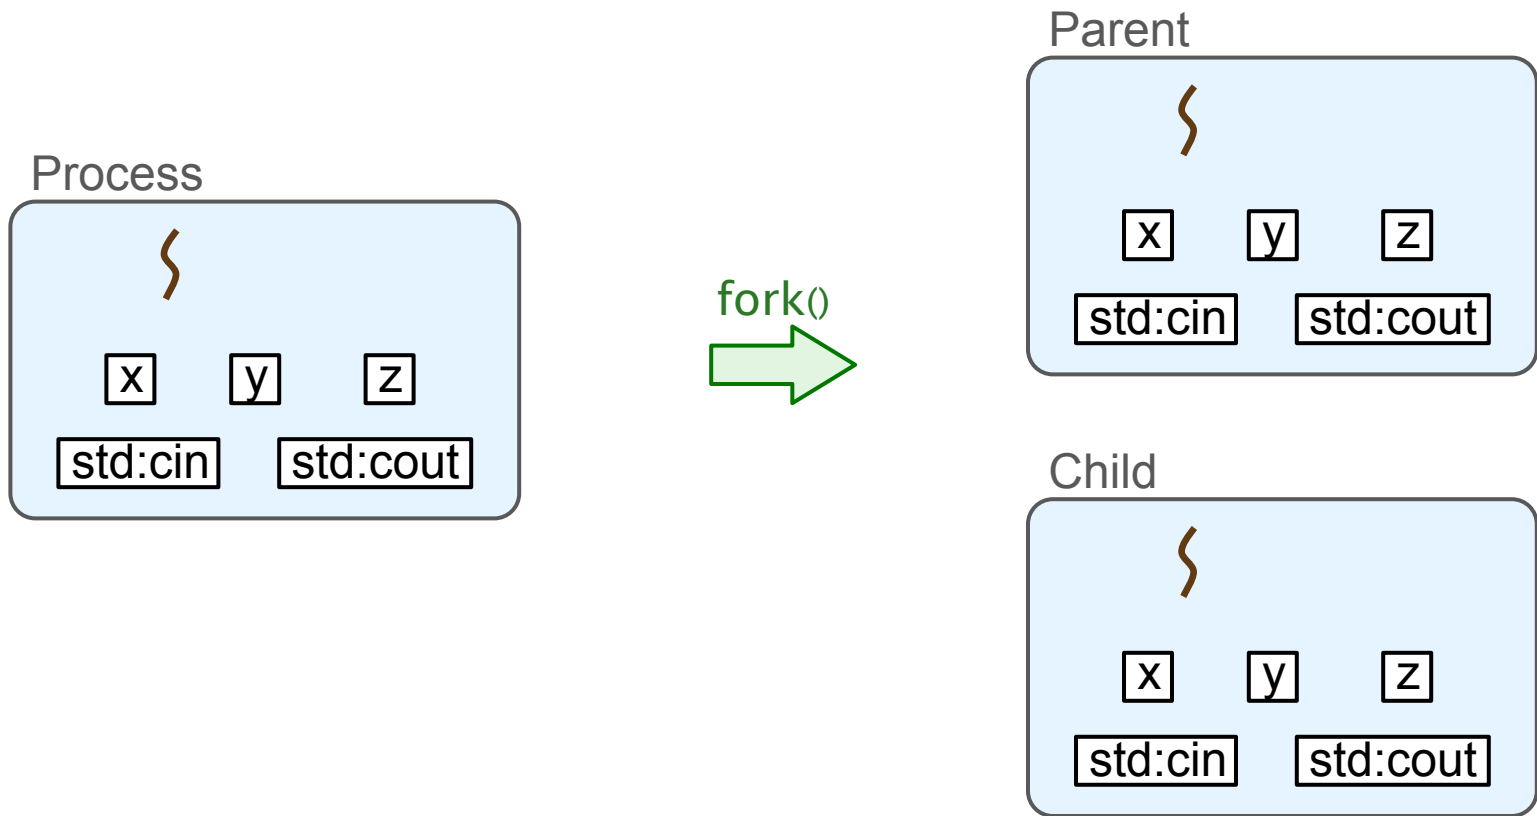 Process
x y z
std:cin std:cout
fork()
Parent
x y z
std:cin std:cout
Child
x y z
std:cin std:cout